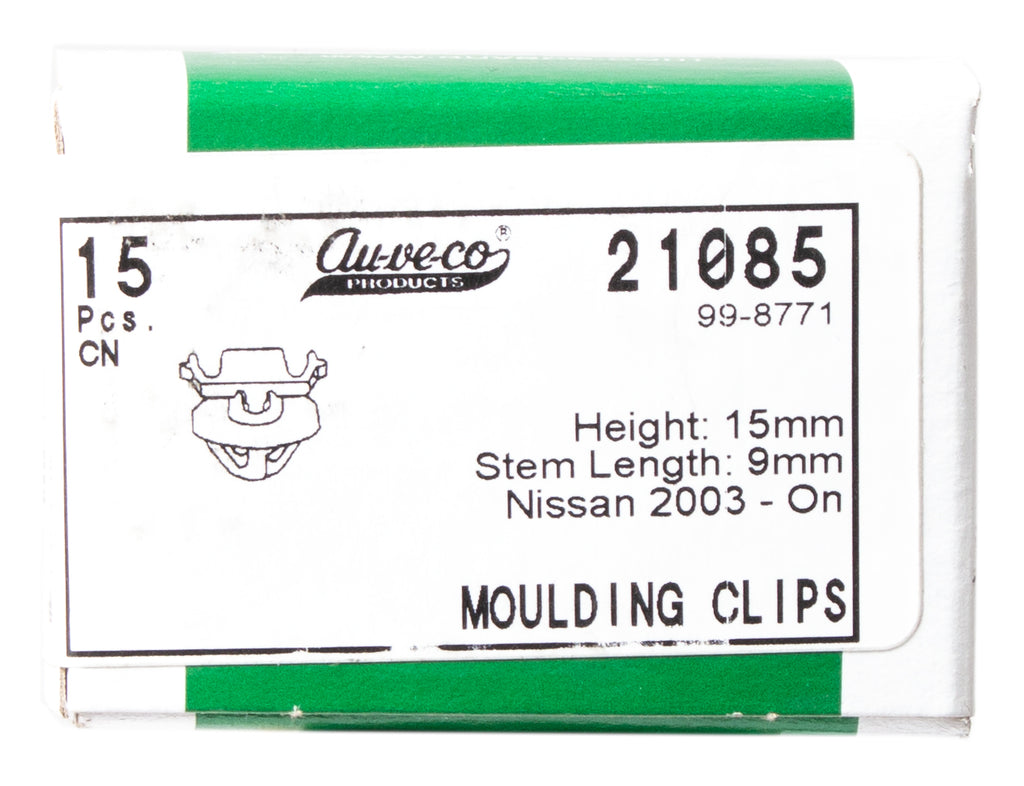 15
Pcs.
CN
au-ve-co®
PRODUCTS
21085
99-8771
Height: 15mm
Stem Length: 9mm
Nissan 2003 - On
MOULDING CLIPS